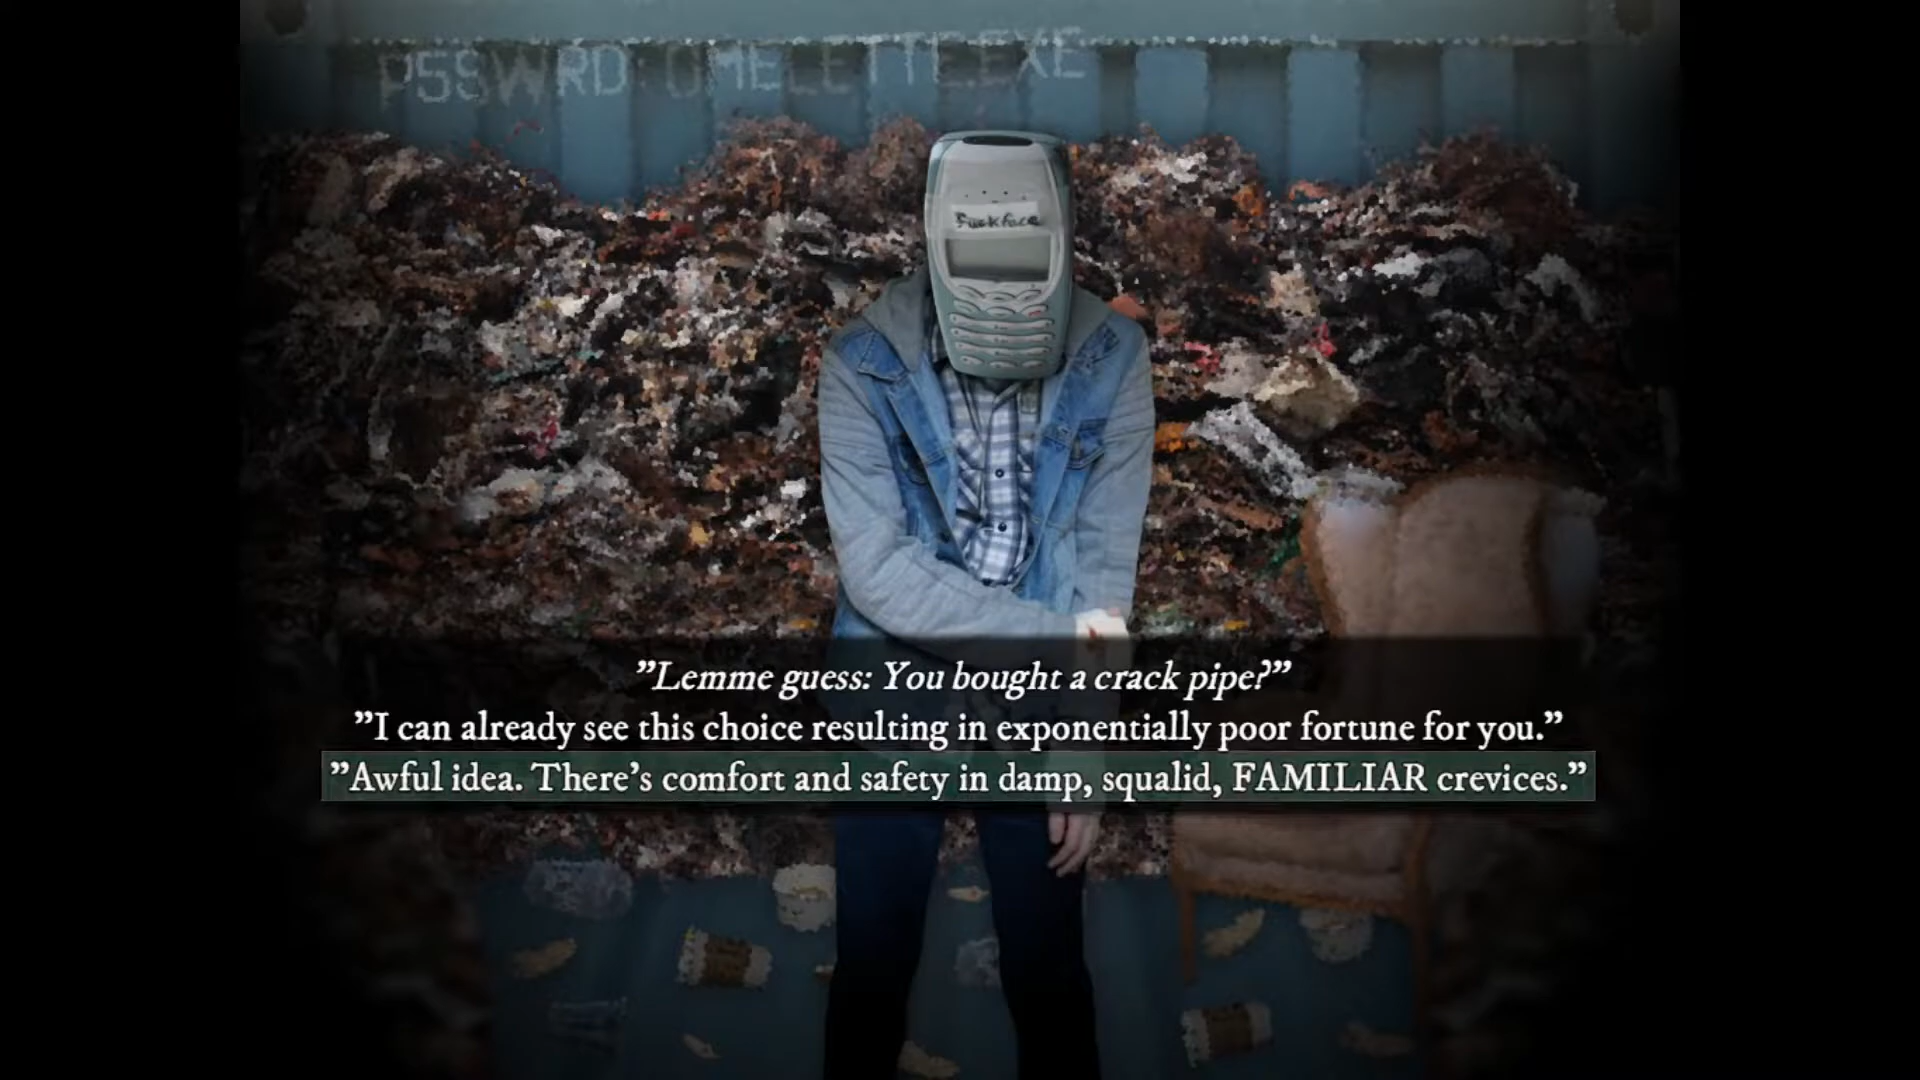 P5SSWRD: OMELETTE.EXE
Fuckface
”Lemme guess: You bought a crack pipe?”
”I can already see this choice resulting in exponentially poor fortune for you.”
”Awful idea. There’s comfort and safety in damp, squalid, FAMILIAR crevices.”